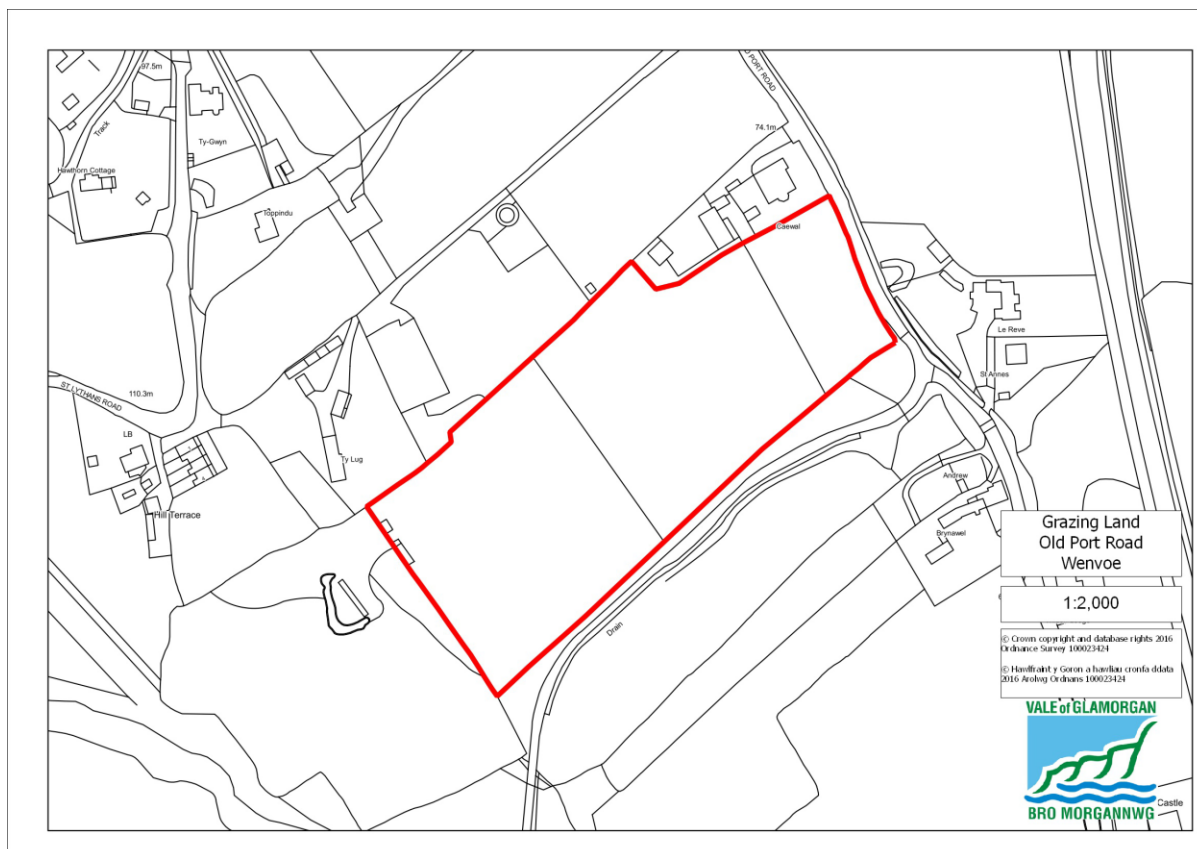 97.5m
Track
Ty-Gwyn
Hawthorn Cottage
Toppindu
PORT ROAD
74.1m
Caewal
Le Reve
St Annes
ST LYTHANS ROAD
110.3m
LB
Ty Lug
Hill Terrace
Andrew
Brynawel
Drain
Grazing Land
Old Port Road
Wenvoe
1:2,000
© Crown copyright and database rights 2016
Ordnance Survey 100023424
© Hawlfraint y Goron a hawliau cronfa ddata
2016 Arolwg Ordnans 100023424
VALE of GLAMORGAN
BRO MORGANNWG
Castle